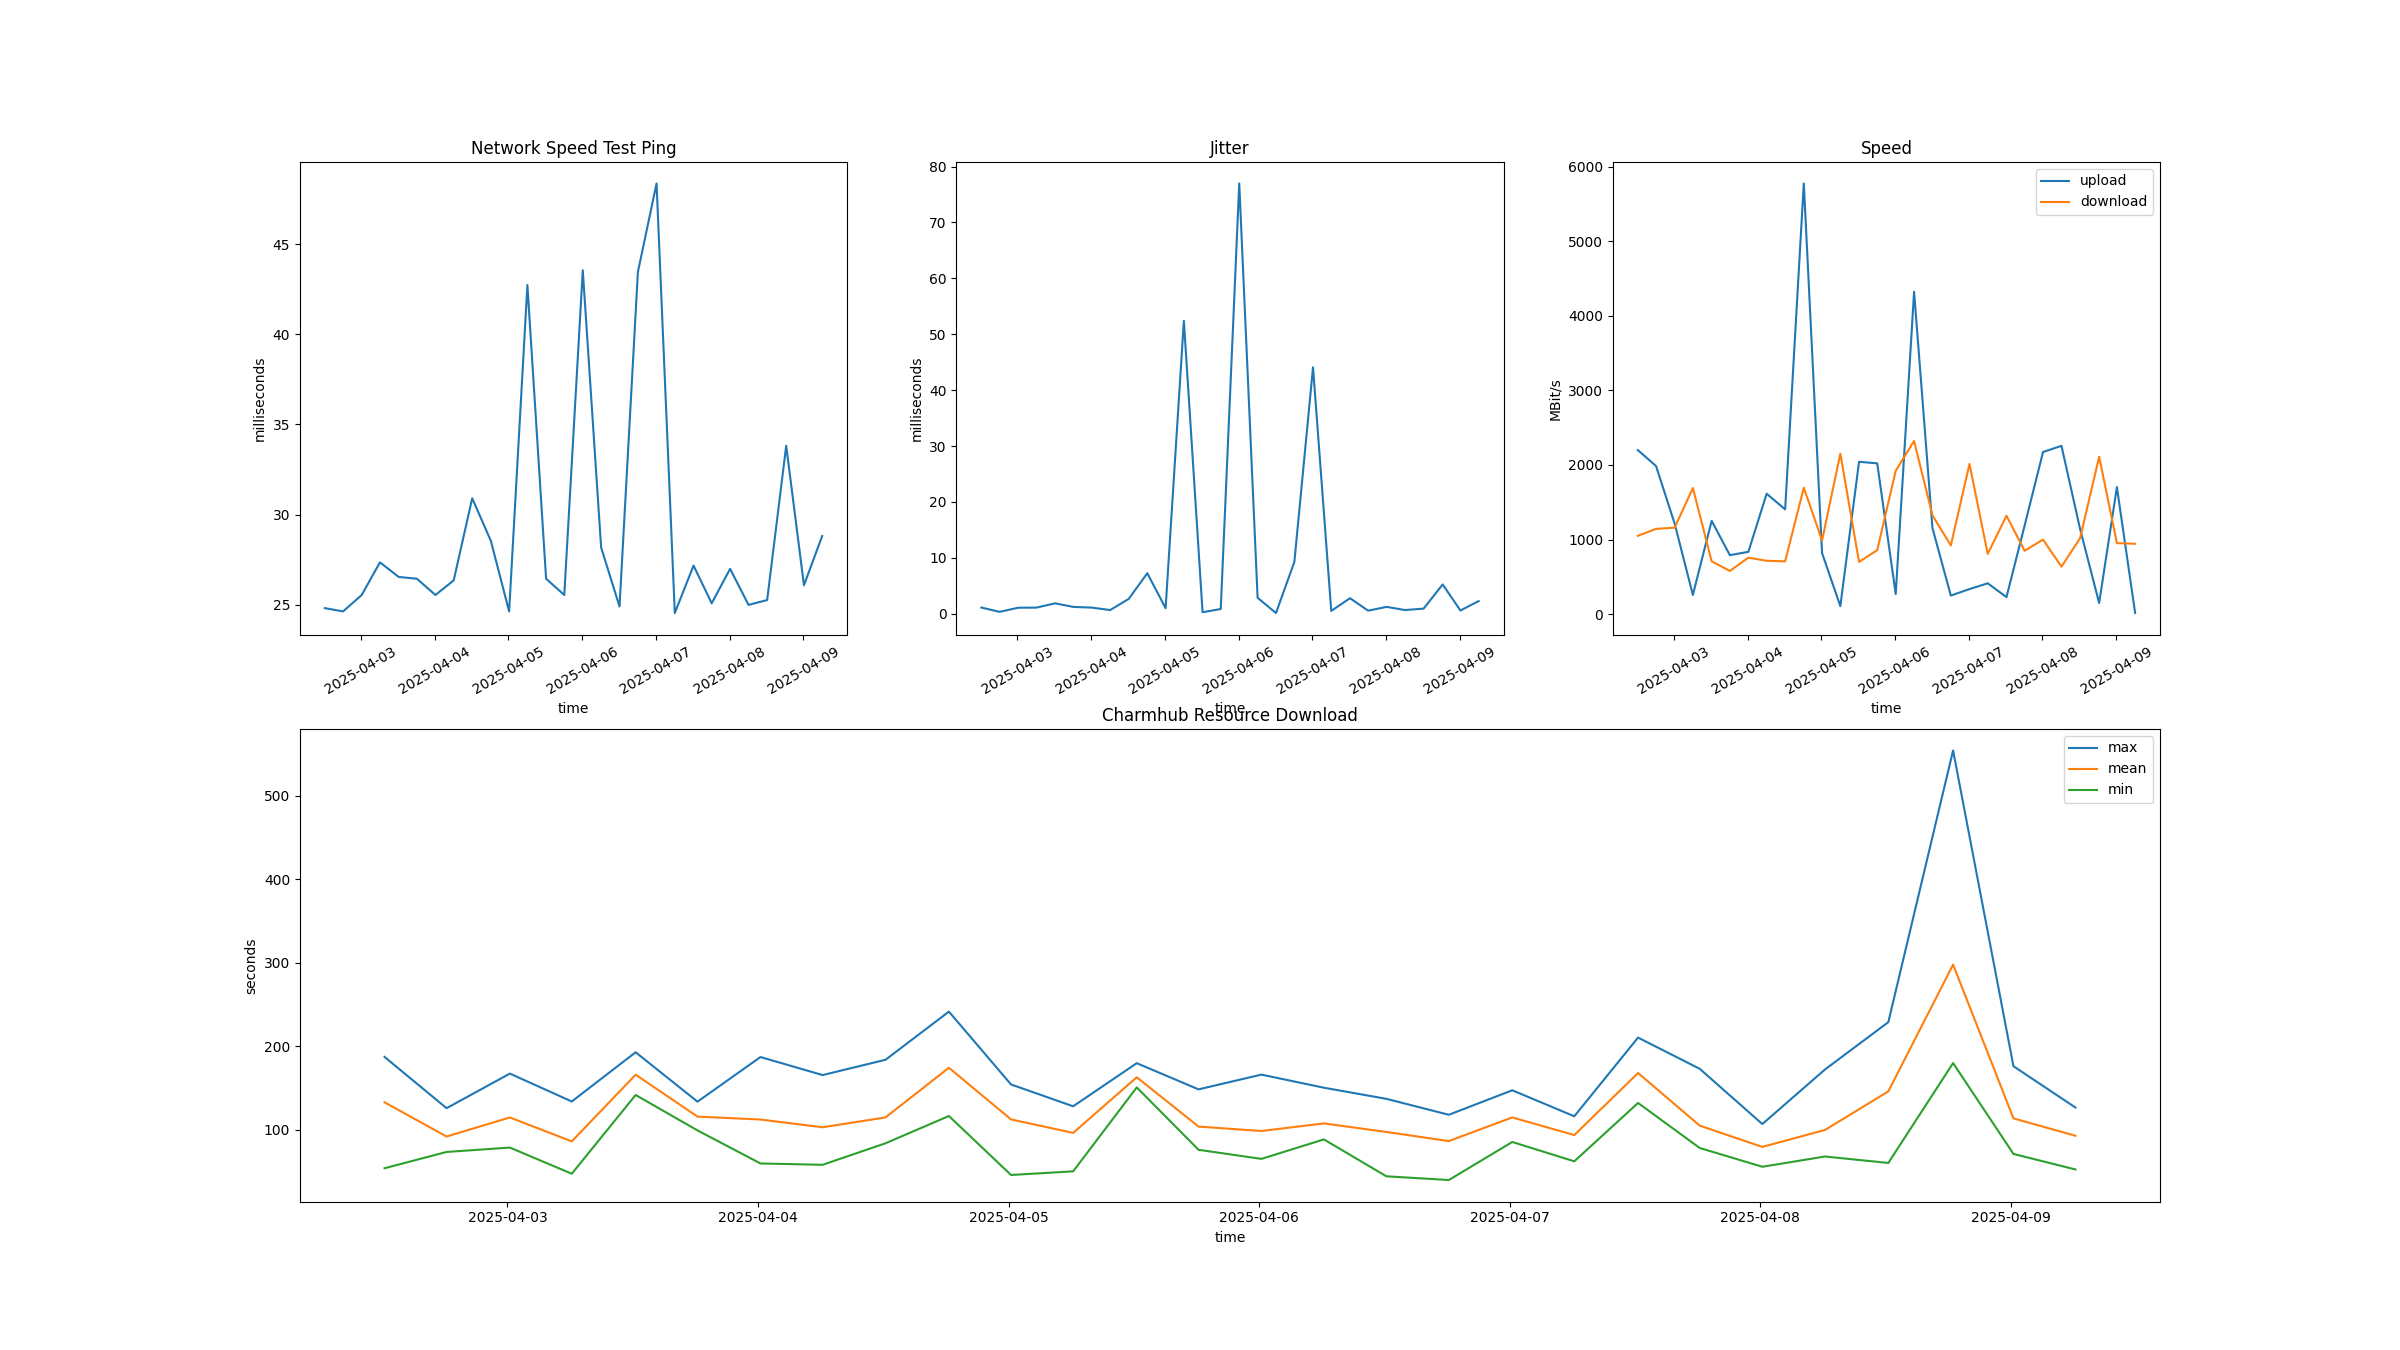 Network Speed Test Ping
milliseconds
45
40
35
30
25
2025-04-03 2025-04-04 2025-04-05 2025-04-06 2025-04-07 2025-04-08 2025-04-09
time
Jitter
milliseconds
80
70
60
50
40
30
20
10
0
2025-04-03 2025-04-04 2025-04-05 2025-04-06 2025-04-07 2025-04-08 2025-04-09
time
Speed
MBit/s
6000
5000
4000
3000
2000
1000
0
upload
download
2025-04-03 2025-04-04 2025-04-05 2025-04-06 2025-04-07 2025-04-08 2025-04-09
time
Charmhub Resource Download
seconds
500
400
300
200
100
max
mean
min
2025-04-03 2025-04-04 2025-04-05 2025-04-06 2025-04-07 2025-04-08 2025-04-09
time